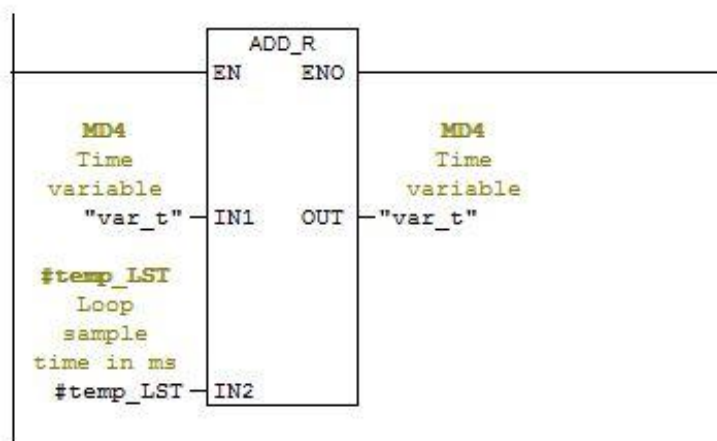 ADD_R
EN ENO
MD4
Time
variable
"var_t" IN1
MD4
Time
variable
OUT "var_t"
#temp_LST
Loop
sample
time in ms
#temp_LST IN2